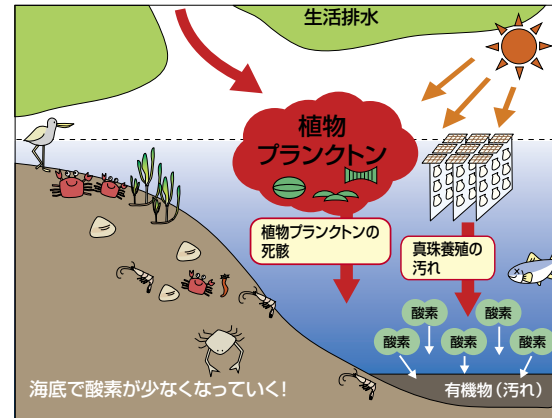 生活排水
植物
プランクトン
植物プランクトンの
死骸
真珠養殖の
汚れ
酸素
酸素
酸素
酸素
酸素
海底で酸素が少なくなっていく!
有機物(汚れ)